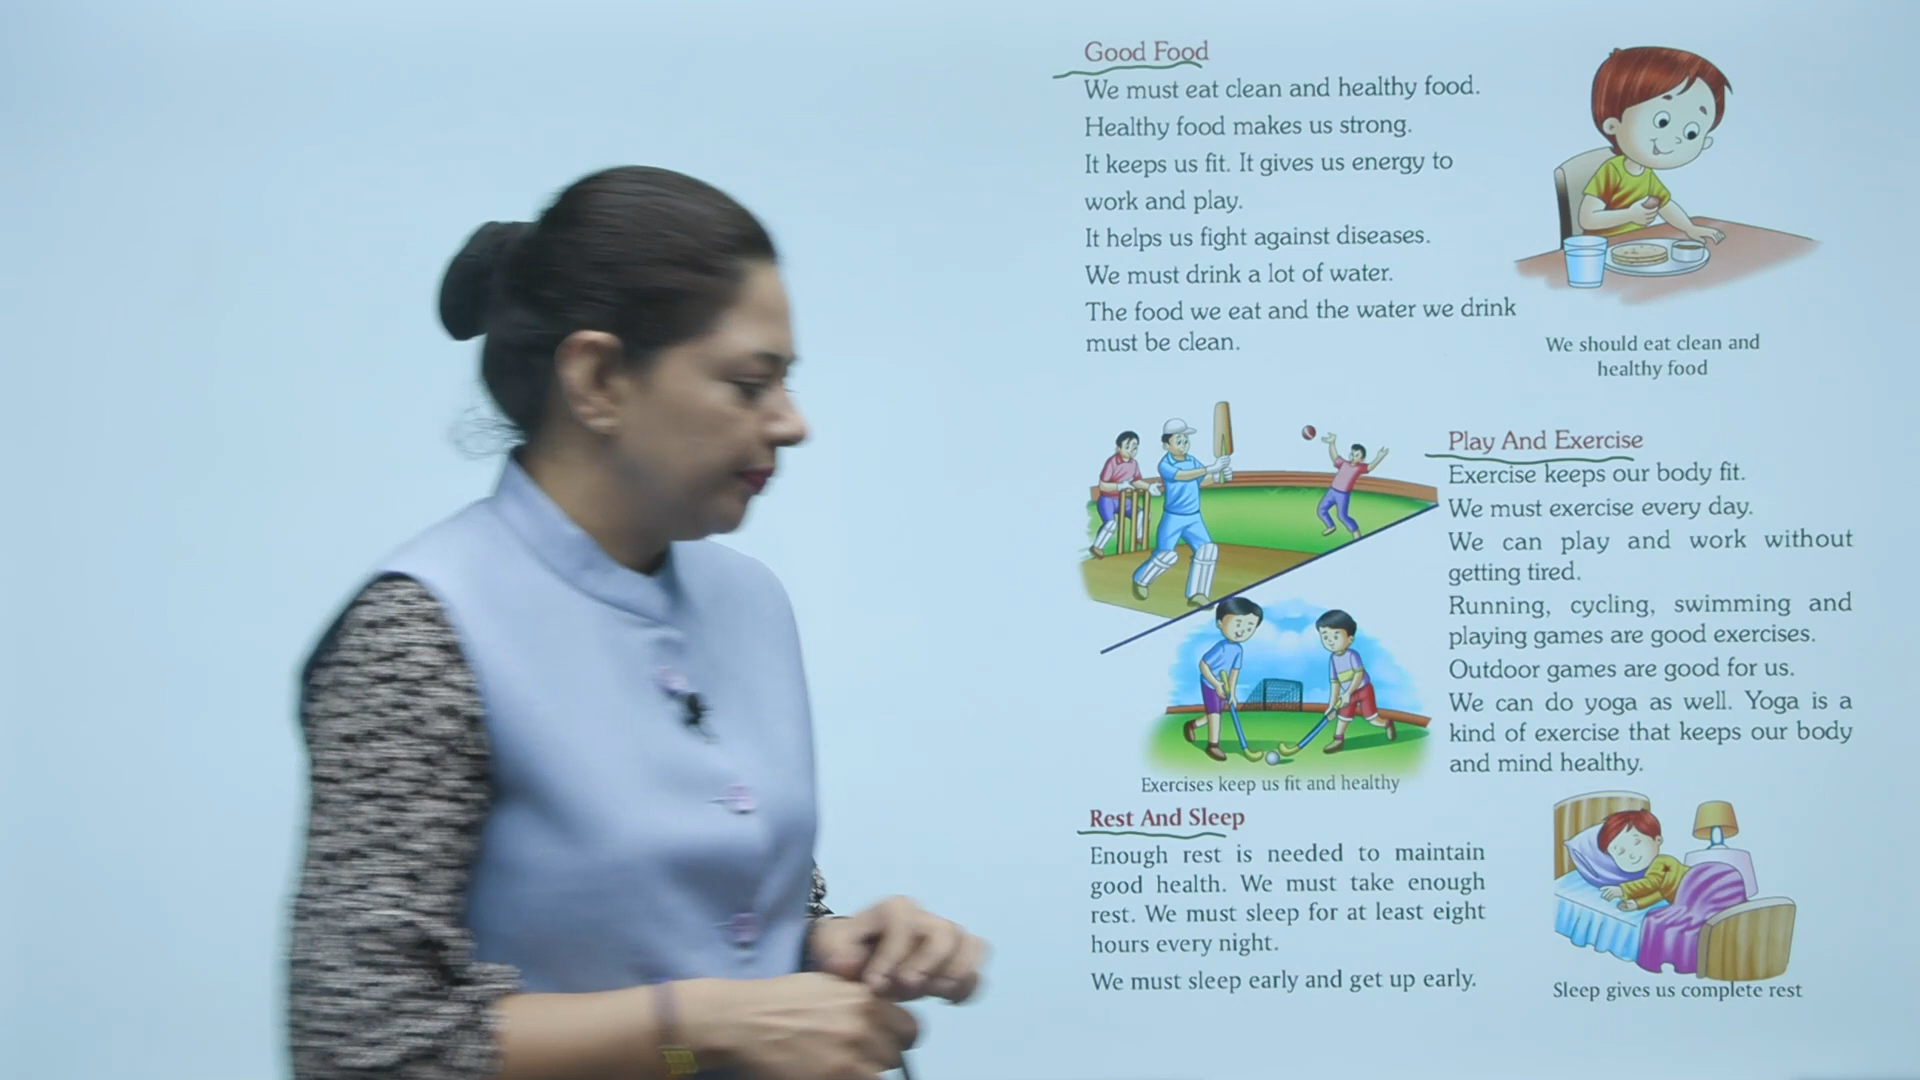 Good Food
We must eat clean and healthy food.
Healthy food makes us strong.
It keeps us fit. It gives us energy to
work and play.
It helps us fight against diseases.
We must drink a lot of water.
The food we eat and the water we drink
must be clean.
We should eat clean and
healthy food
Play And Exercise
Exercise keeps our body fit.
We must exercise every day.
We can play and work without
getting tired.
Running, cycling, swimming and
playing games are good exercises.
Outdoor games are good for us.
We can do yoga as well. Yoga is a
kind of exercise that keeps our body
and mind healthy.
Exercises keep us fit and healthy
Rest And Sleep
Enough rest is needed to maintain
good health. We must take enough
rest. We must sleep for at least eight
hours every night.
We must sleep early and get up early.
Sleep gives us complete rest